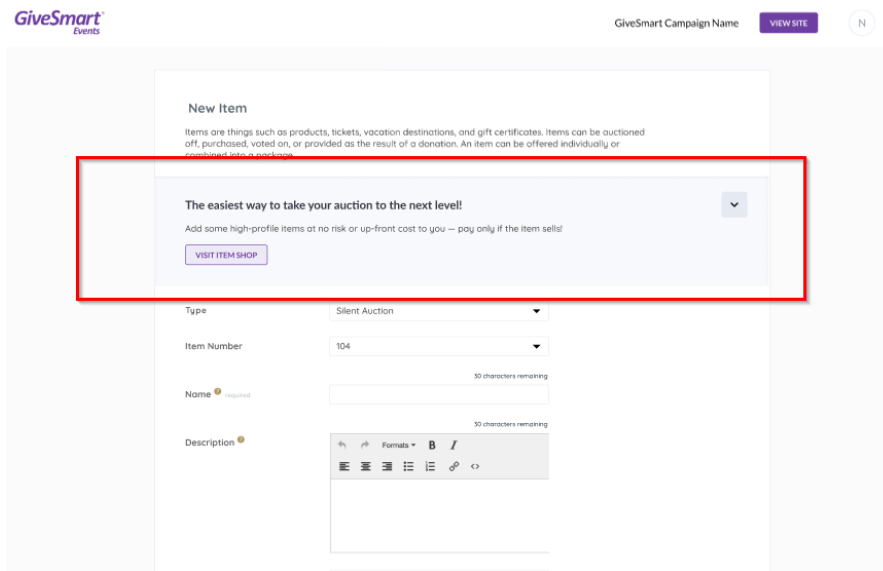 GiveSmart
Events
GiveSmart Campaign Name
VIEW SITE
N
New Item
Items are things such as products, tickets, vacation destinations, and gift certificates. Items can be auctioned
off, purchased, voted on, or provided as the result of a donation. An item can be offered individually or
combined into a package.
The easiest way to take your auction to the next level!
Add some high-profile items at no risk or up-front cost to you — pay only if the item sells!
VISIT ITEM SHOP
Type Silent Auction
Item Number 104
30 characters remaining
Name ? required
30 characters remaining
Description ?
Formats B I